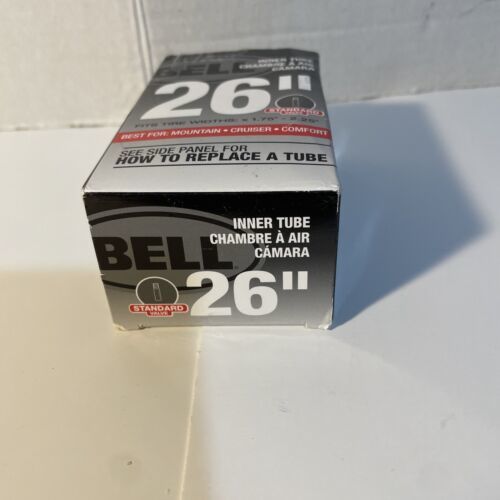 INNER TUBE
CHAMBRE À AIR
CÁMARA
BELL
26"
STANDARD
VALVE
FITS TIRE WIDTHS: x 1.75" - 2.25"
BEST FOR: MOUNTAIN • CRUISER • COMFORT
SEE SIDE PANEL FOR
HOW TO REPLACE A TUBE
INNER TUBE
CHAMBRE À AIR
CÁMARA
BELL
26"
STANDARD
VALVE